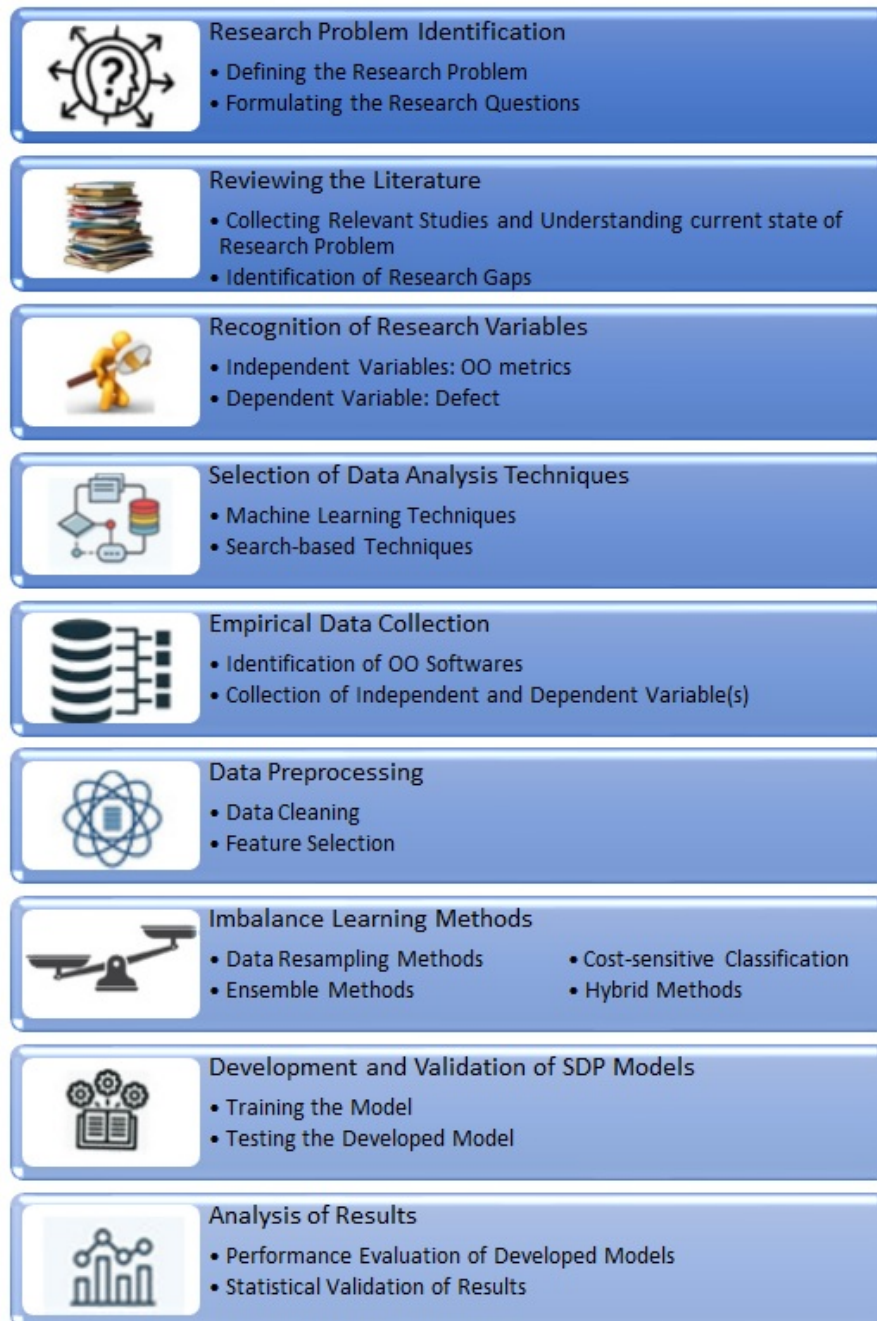 Research Problem Identification
• Defining the Research Problem
• Formulating the Research Questions
Reviewing the Literature
• Collecting Relevant Studies and Understanding current state of
Research Problem
• Identification of Research Gaps
Recognition of Research Variables
• Independent Variables: OO metrics
• Dependent Variable: Defect
Selection of Data Analysis Techniques
• Machine Learning Techniques
• Search-based Techniques
Empirical Data Collection
• Identification of OO Softwares
• Collection of Independent and Dependent Variable(s)
Data Preprocessing
• Data Cleaning
• Feature Selection
Imbalance Learning Methods
• Data Resampling Methods • Cost-sensitive Classification
• Ensemble Methods • Hybrid Methods
Development and Validation of SDP Models
• Training the Model
• Testing the Developed Model
Analysis of Results
• Performance Evaluation of Developed Models
• Statistical Validation of Results